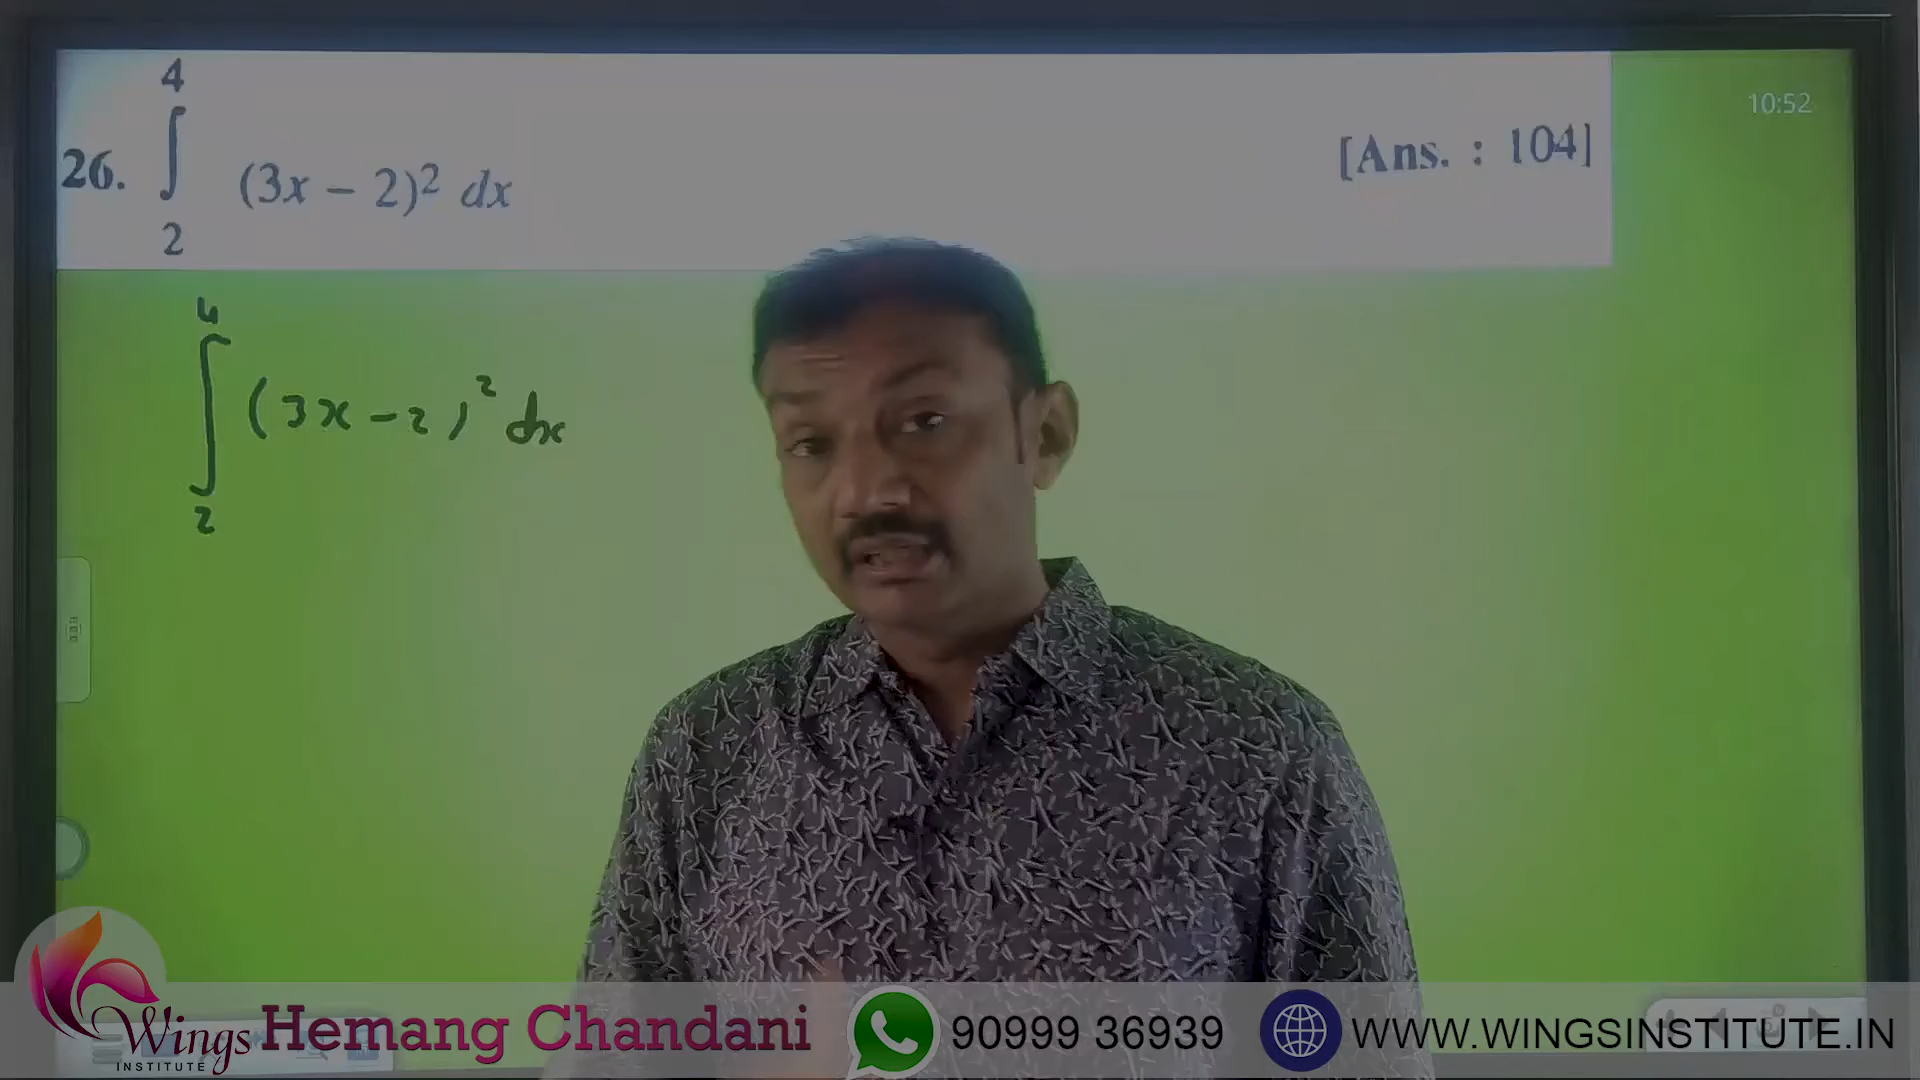 26. ∫₂⁴ (3x – 2)² dx [Ans. : 104]
10:52
∫₂⁴ (3x – 2)² dx
Wings
INSTITUTE
Hemang Chandani 90999 36939 WWW.WINGSINSTITUTE.IN